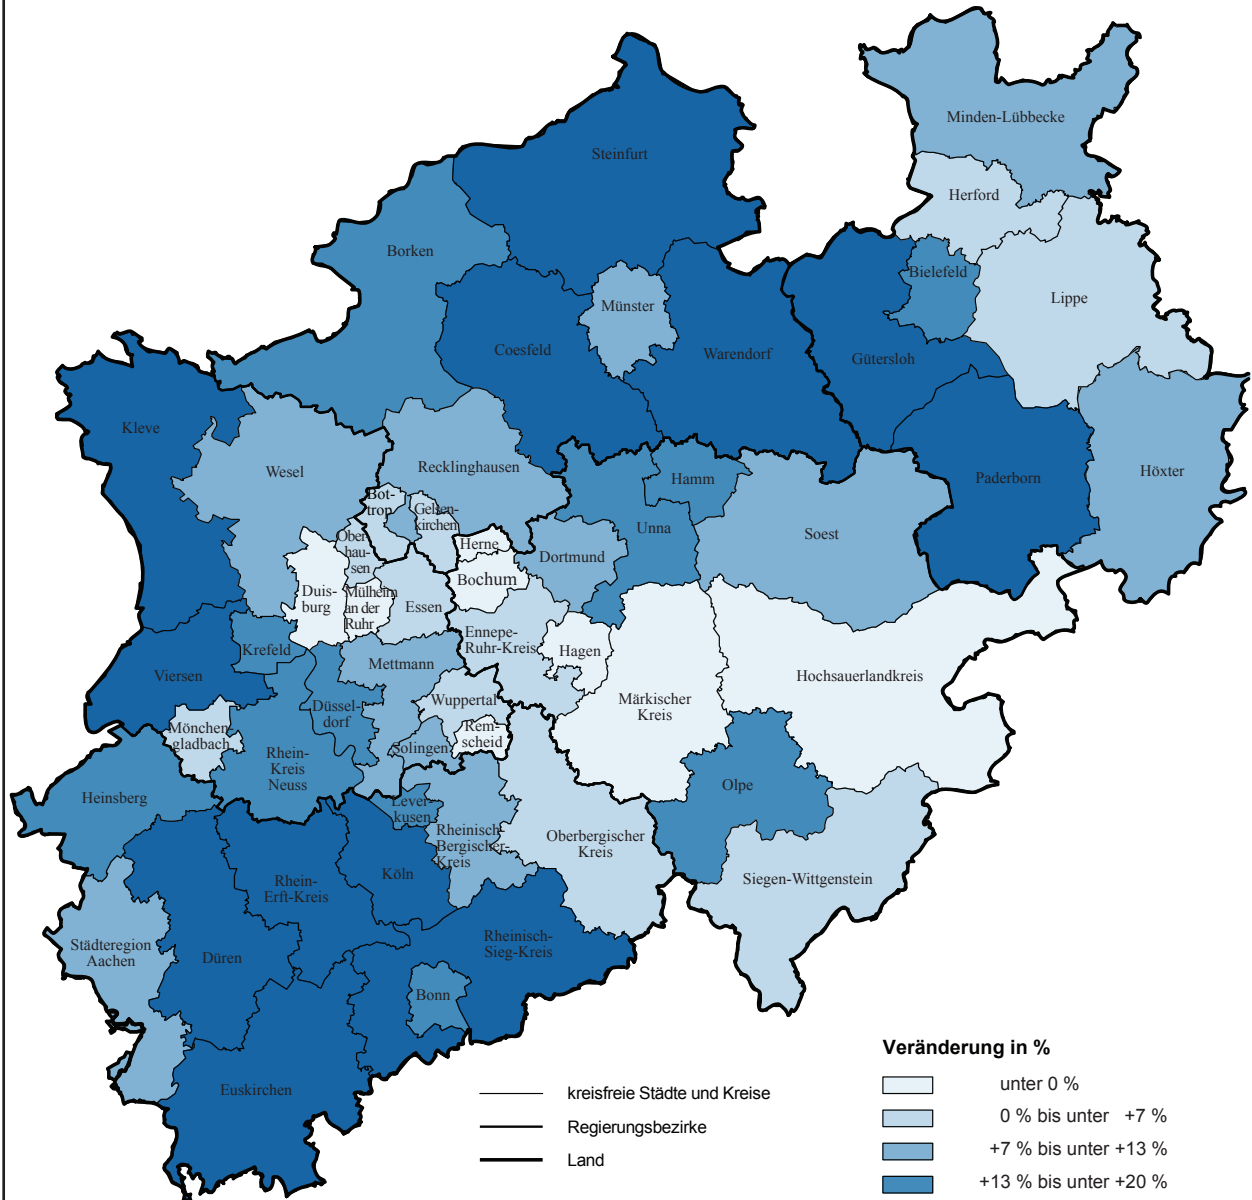 Minden-Lübbecke
Steinfurt
Herford
Borken
Bielefeld
Lippe
Münster
Coesfeld
Warendorf
Gütersloh
Kleve
Wesel
Recklinghausen
Hamm
Paderborn
Höxter
Bot-
trop
Gelsen-
kirchen
Unna
Soest
Ober-
hau-
sen
Herne
Dortmund
Bochum
Duis-
burg
Mülheim
an der
Ruhr
Essen
Ennepe-
Ruhr-Kreis
Hagen
Krefeld
Mettmann
Viersen
Hochsauerlandkreis
Märkischer
Kreis
Düssel-
dorf
Wuppertal
Mönchen-
gladbach
Rem-
scheid
Solingen
Rhein-
Kreis
Neuss
Heinsberg
Olpe
Lever-
kusen
Rheinisch-
Bergischer-
Kreis
Oberbergischer
Kreis
Köln
Rhein-
Erft-Kreis
Siegen-Wittgenstein
Städteregion
Aachen
Düren
Rheinisch-
Sieg-Kreis
Bonn
Euskirchen
kreisfreie Städte und Kreise
Regierungsbezirke
Land
Veränderung in %
unter 0 %
0 % bis unter +7 %
+7 % bis unter +13 %
+13 % bis unter +20 %